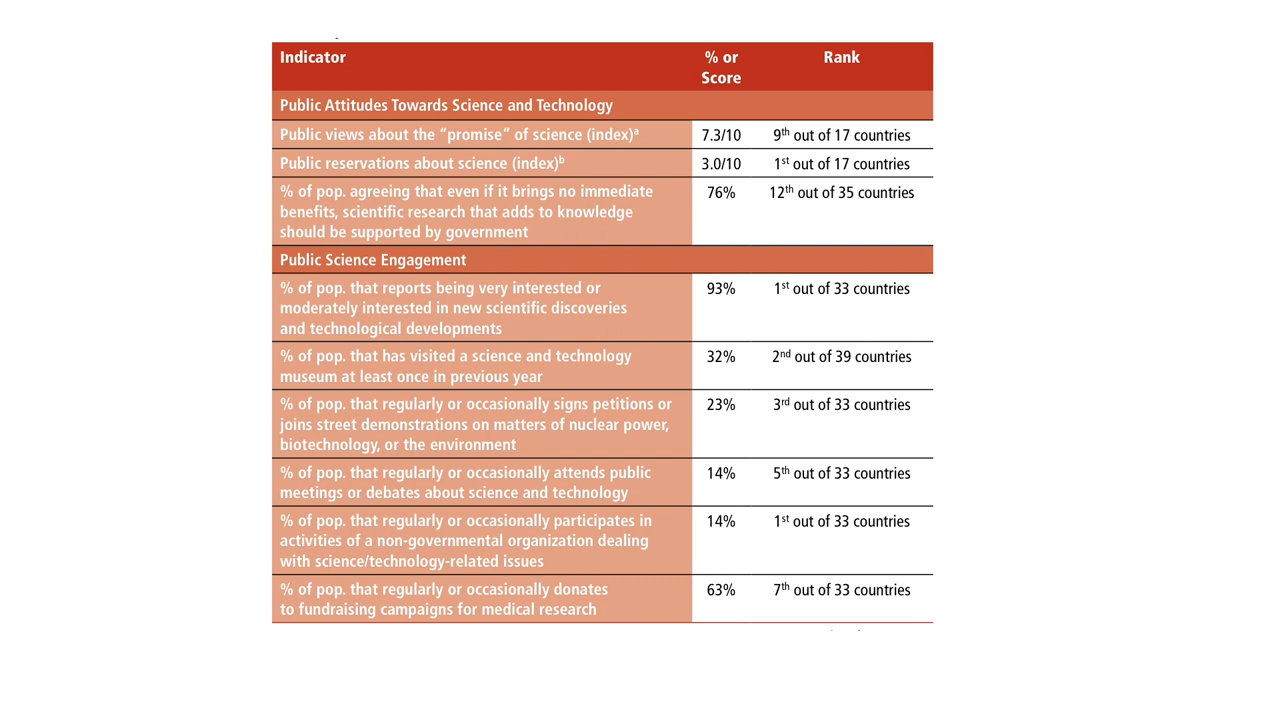 Indicator % or Rank
Score
Public Attitudes Towards Science and Technology
Public views about the “promise” of science (index)ᵃ 7.3/10 9th out of 17 countries
Public reservations about science (index)ᵇ 3.0/10 1st out of 17 countries
% of pop. agreeing that even if it brings no immediate 76% 12th out of 35 countries
benefits, scientific research that adds to knowledge
should be supported by government
Public Science Engagement
% of pop. that reports being very interested or 93% 1st out of 33 countries
moderately interested in new scientific discoveries
and technological developments
% of pop. that has visited a science and technology 32% 2nd out of 39 countries
museum at least once in previous year
% of pop. that regularly or occasionally signs petitions or 23% 3rd out of 33 countries
joins street demonstrations on matters of nuclear power,
biotechnology, or the environment
% of pop. that regularly or occasionally attends public 14% 5th out of 33 countries
meetings or debates about science and technology
% of pop. that regularly or occasionally participates in 14% 1st out of 33 countries
activities of a non-governmental organization dealing
with science/technology-related issues
% of pop. that regularly or occasionally donates 63% 7th out of 33 countries
to fundraising campaigns for medical research